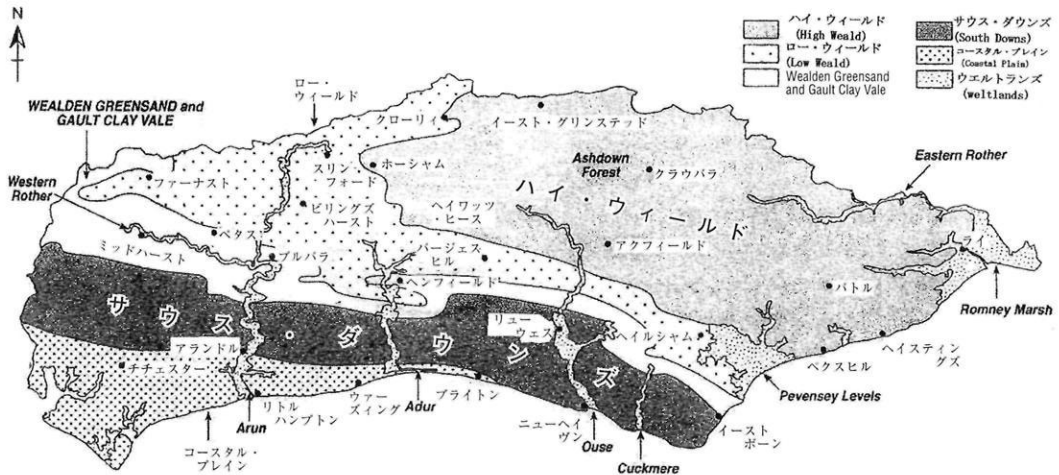 N
ハイ・ウィールド
(High Weald)
ロー・ウィールド
(Low Weald)
Wealden Greensand
and Gault Clay Vale
サウス・ダウンズ
(South Downs)
コースタル・プレイン
(Coastal Plain)
ウエルトランズ
(weltlands)
WEALDEN GREENSAND and
GAULT CLAY VALE
ロー・
ウィールド
クローリィ
イースト・グリンステッド
Western
Rother
ファーナスト
スリン
フォード
ホーシャム
Ashdown
Forest
クラウバラ
Eastern Rother
ハイ ウィールド
ビリングズ
ハースト
ヘイワッツ
・ヒース
ペタス
ミッドハースト
プルバラ
バージェス
ヒル
アクフィールド
ライ
ヘンフィールド
バトル
Romney Marsh
サウス ダウンズ
アランドル
リュー
ウェス
ヘイルシャム
チチェスター
ベクスヒル
ヘイスティン
グズ
Pevensey Levels
リトル
ハンプトン
ウァー
ズィング
ブライトン
Arun
Adur
ニューヘイ
ヴン
イースト
ボーン
コースタル・
プレイン
Ouse
Cuckmere